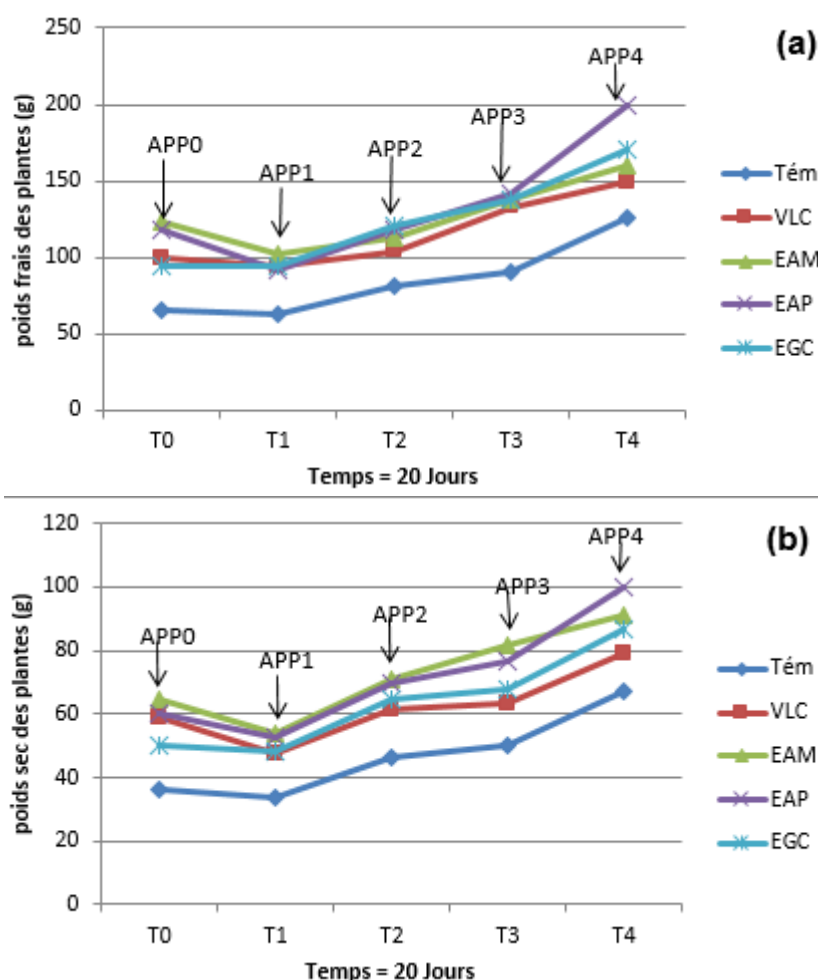 (a)
250
200
150
100
50
0
poids frais des plantes (g)
APP0
APP1
APP2
APP3
APP4
T0 T1 T2 T3 T4
Temps = 20 Jours
Tém
VLC
EAM
EAP
EGC
(b)
120
100
80
60
40
20
0
poids sec des plantes (g)
APP0
APP1
APP2
APP3
APP4
T0 T1 T2 T3 T4
Temps = 20 Jours
Tém
VLC
EAM
EAP
EGC